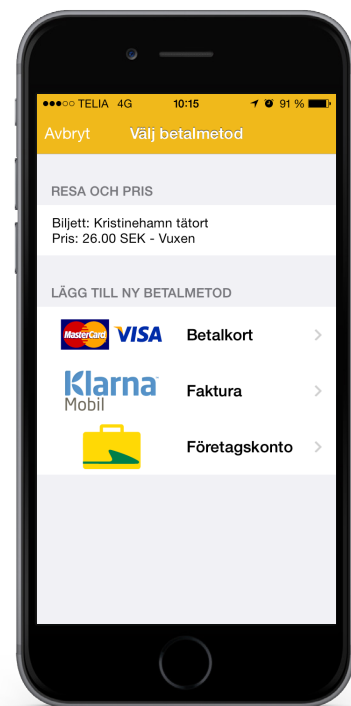 ●●●○○ TELIA 4G 10:15 91 %
Avbryt Välj betalmetod
RESA OCH PRIS
Biljett: Kristinehamn tätort
Pris: 26.00 SEK - Vuxen
LÄGG TILL NY BETALMETOD
MasterCard VISA Betalkort
Klarna Mobil Faktura
Företagskonto